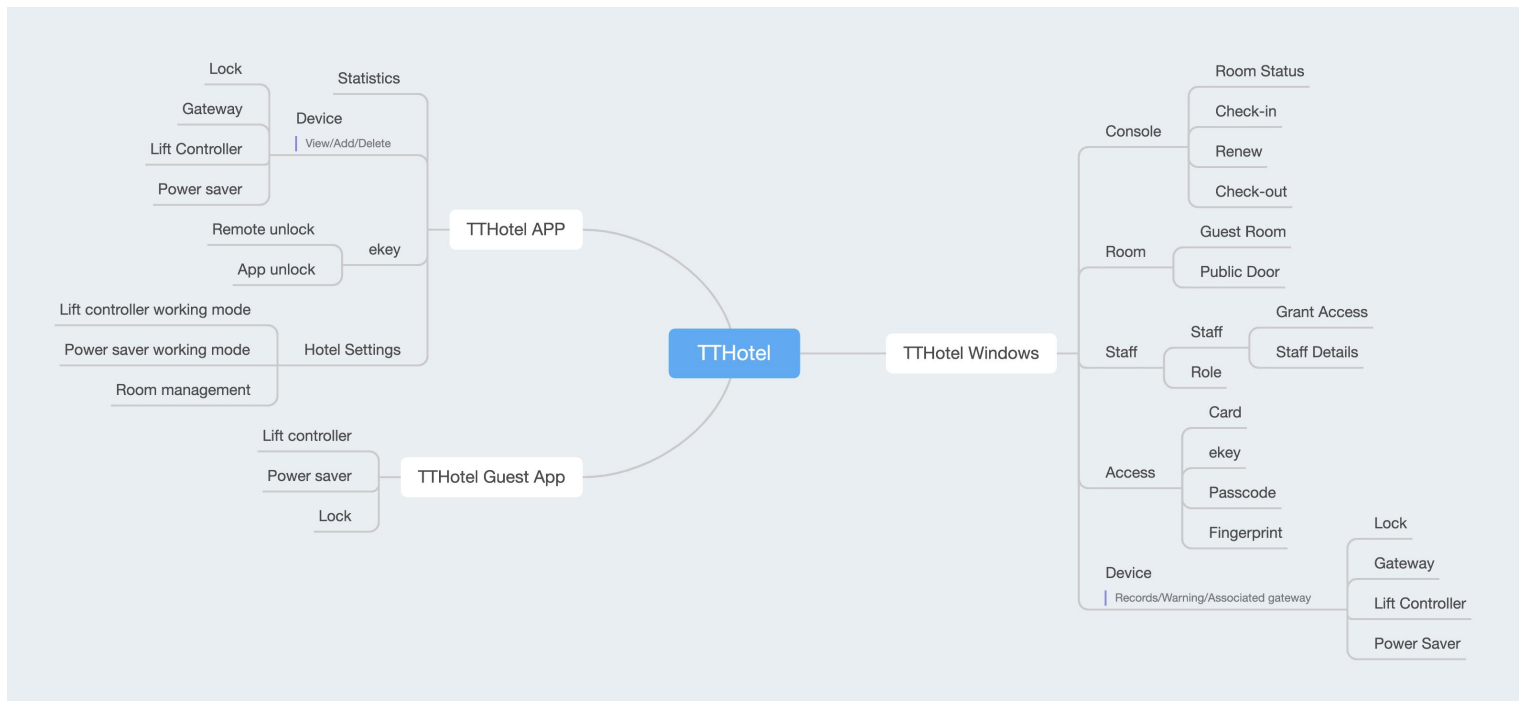 TTHotel
TTHotel APP
Statistics
Device
View/Add/Delete
Lock
Gateway
Lift Controller
Power saver
ekey
Remote unlock
App unlock
Hotel Settings
Lift controller working mode
Power saver working mode
Room management
TTHotel Guest App
Lift controller
Power saver
Lock
TTHotel Windows
Console
Room Status
Check-in
Renew
Check-out
Room
Guest Room
Public Door
Staff
Staff
Grant Access
Staff Details
Role
Access
Card
ekey
Passcode
Fingerprint
Device
Records/Warning/Associated gateway
Lock
Gateway
Lift Controller
Power Saver